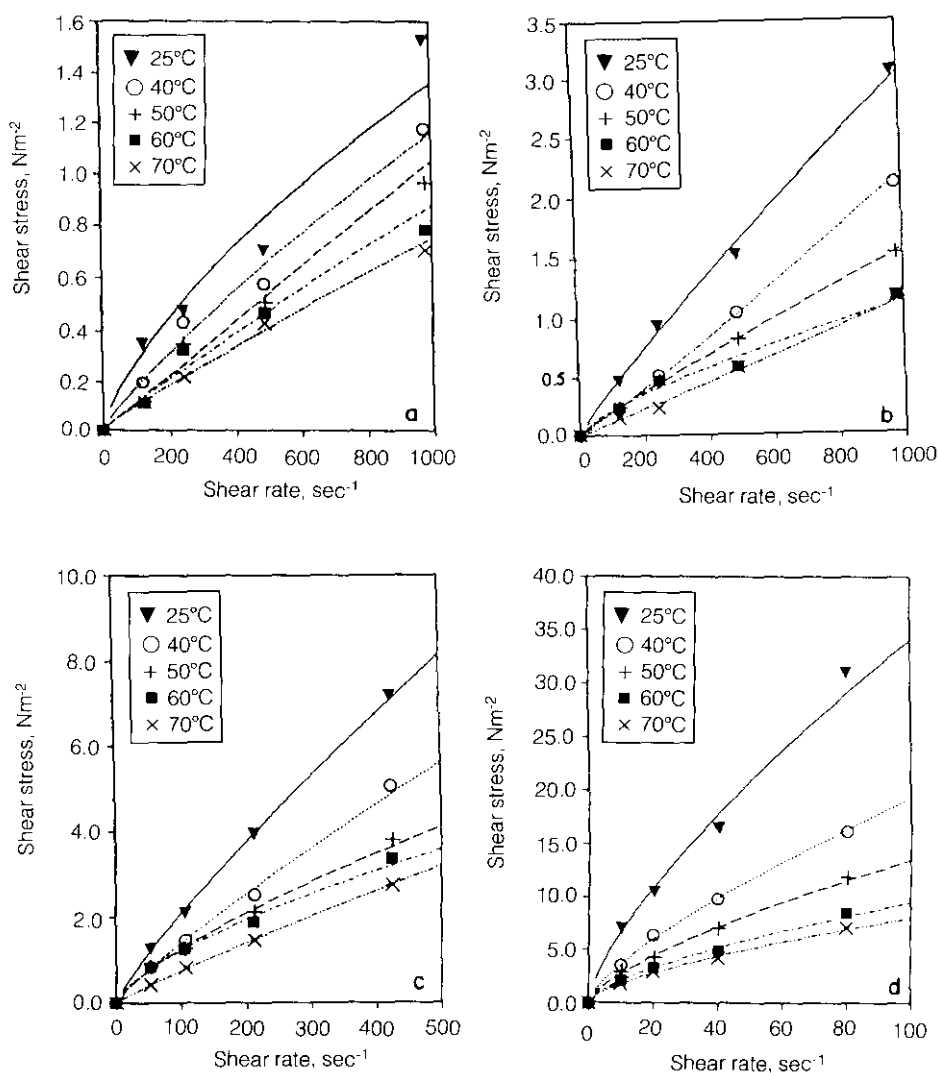 Shear stress, Nm⁻²
1.6
1.4
1.2
1.0
0.8
0.6
0.4
0.2
0.0
25°C
40°C
50°C
60°C
70°C
a
0 200 400 600 800 1000
Shear rate, sec⁻¹
Shear stress, Nm⁻²
3.5
3.0
2.5
2.0
1.5
1.0
0.5
0.0
25°C
40°C
50°C
60°C
70°C
b
0 200 400 600 800 1000
Shear rate, sec⁻¹
Shear stress, Nm⁻²
10.0
8.0
6.0
4.0
2.0
0.0
25°C
40°C
50°C
60°C
70°C
c
0 100 200 300 400 500
Shear rate, sec⁻¹
Shear stress, Nm⁻²
40.0
35.0
30.0
25.0
20.0
15.0
10.0
5.0
0.0
25°C
40°C
50°C
60°C
70°C
d
0 20 40 60 80 100
Shear rate, sec⁻¹